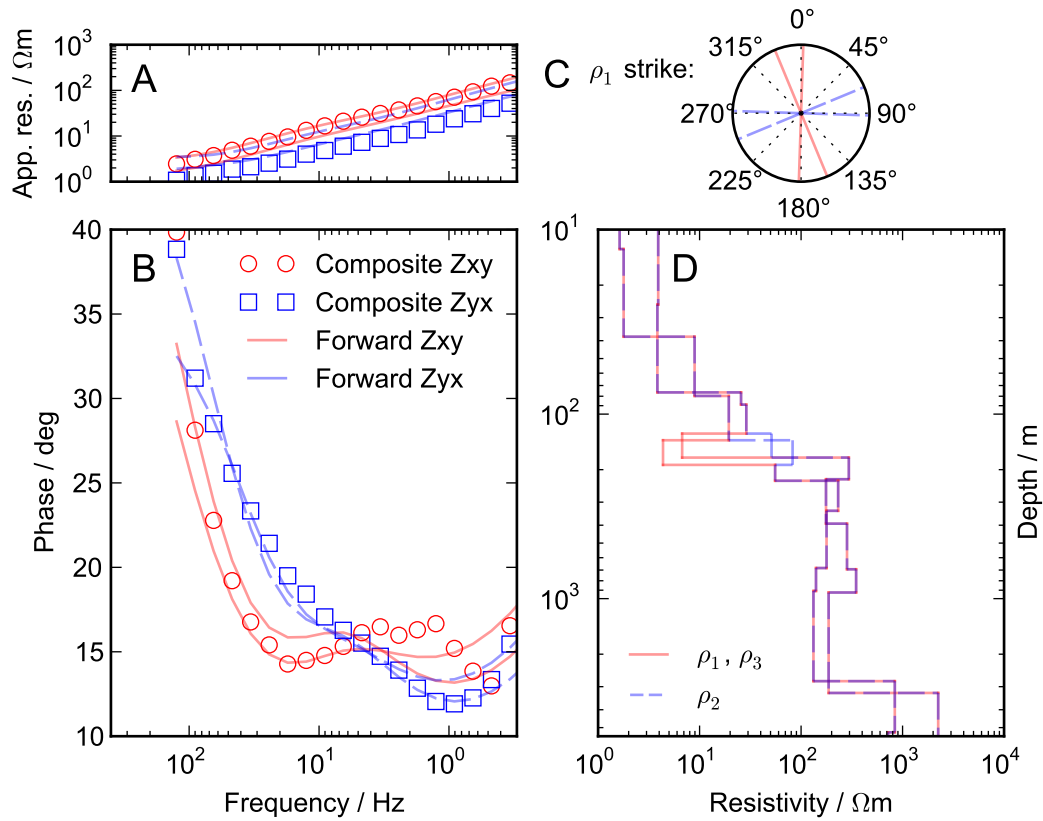 10³
10²
10¹
10⁰
App. res. / Ωm
A
C
ρ₁ strike:
0°
45°
90°
135°
180°
225°
270°
315°
40
35
30
25
20
15
10
Phase / deg
B
Composite Zxy
Composite Zyx
Forward Zxy
Forward Zyx
10²
10¹
10⁰
Frequency / Hz
D
10¹
10²
10³
Depth / m
ρ₁, ρ₃
ρ₂
10⁰
10¹
10²
10³
10⁴
Resistivity / Ωm